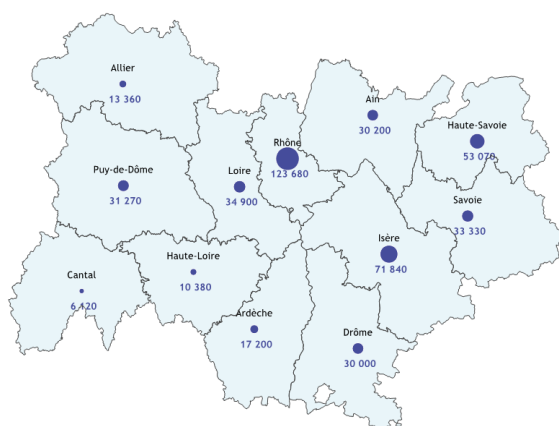 Allier
13 360
Ain
30 200
Haute-Savoie
53 070
Rhône
123 680
Puy-de-Dôme
31 270
Loire
34 900
Savoie
33 330
Isère
71 840
Haute-Loire
10 380
Cantal
6 120
Ardèche
17 200
Drôme
30 000